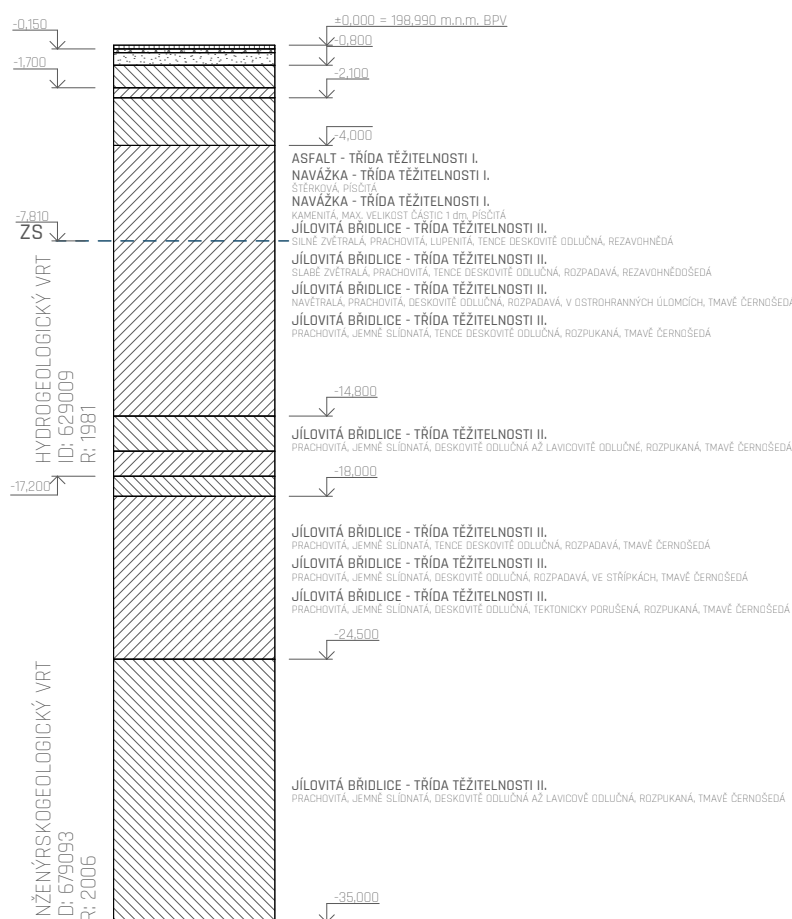 -0,150
±0,000 = 198,990 m.n.m. BPV
-0,800
-1,700
-2,100
-4,000
ASFALT - TŘÍDA TĚŽITELNOSTI I.
NAVÁŽKA - TŘÍDA TĚŽITELNOSTI I.
ŠTĚRKOVÁ, PÍSČITÁ
NAVÁŽKA - TŘÍDA TĚŽITELNOSTI I.
KAMENITÁ, MAX. VELIKOST ČÁSTIC 1 dm, PÍSČITÁ
JÍLOVITÁ BŘIDLICE - TŘÍDA TĚŽITELNOSTI II.
SILNĚ ZVĚTRALÁ, PRACHOVITÁ, LUPENITÁ, TENCE DESKOVITĚ ODLUČNÁ, REZAVOHNĚDÁ
-7,810
ZS
JÍLOVITÁ BŘIDLICE - TŘÍDA TĚŽITELNOSTI II.
SLABĚ ZVĚTRALÁ, PRACHOVITÁ, TENCE DESKOVITĚ ODLUČNÁ, ROZPADAVÁ, REZAVOHNĚDOŠEDÁ
JÍLOVITÁ BŘIDLICE - TŘÍDA TĚŽITELNOSTI II.
NAVĚTRALÁ, PRACHOVITÁ, DESKOVITĚ ODLUČNÁ, ROZPADAVÁ, V OSTROHRANNÝCH ÚLOMCÍCH, TMAVĚ ČERNOŠEDÁ
JÍLOVITÁ BŘIDLICE - TŘÍDA TĚŽITELNOSTI II.
PRACHOVITÁ, JEMNĚ SLÍDNATÁ, TENCE DESKOVITĚ ODLUČNÁ, ROZPUKANÁ, TMAVĚ ČERNOŠEDÁ
HYDROGEOLOGICKÝ VRT
ID: 629009
R: 1981
-14,800
JÍLOVITÁ BŘIDLICE - TŘÍDA TĚŽITELNOSTI II.
PRACHOVITÁ, JEMNĚ SLÍDNATÁ, DESKOVITĚ ODLUČNÁ AŽ LAVICOVITĚ ODLUČNÉ, ROZPUKANÁ, TMAVĚ ČERNOŠEDÁ
-17,200
-18,000
JÍLOVITÁ BŘIDLICE - TŘÍDA TĚŽITELNOSTI II.
PRACHOVITÁ, JEMNĚ SLÍDNATÁ, TENCE DESKOVITĚ ODLUČNÁ, ROZPADAVÁ, TMAVĚ ČERNOŠEDÁ
JÍLOVITÁ BŘIDLICE - TŘÍDA TĚŽITELNOSTI II.
PRACHOVITÁ, JEMNĚ SLÍDNATÁ, DESKOVITĚ ODLUČNÁ, ROZPADAVÁ, VE STŘÍPKÁCH, TMAVĚ ČERNOŠEDÁ
JÍLOVITÁ BŘIDLICE - TŘÍDA TĚŽITELNOSTI II.
PRACHOVITÁ, JEMNĚ SLÍDNATÁ, DESKOVITĚ ODLUČNÁ, TEKTONICKY PORUŠENÁ, ROZPUKANÁ, TMAVĚ ČERNOŠEDÁ
-24,500
NŽENÝRSKOGEOLOGICKÝ VRT
D: 679093
R: 2006
JÍLOVITÁ BŘIDLICE - TŘÍDA TĚŽITELNOSTI II.
PRACHOVITÁ, JEMNĚ SLÍDNATÁ, DESKOVITĚ ODLUČNÁ AŽ LAVICOVĚ ODLUČNÁ, ROZPUKANÁ, TMAVĚ ČERNOŠEDÁ
-35,000